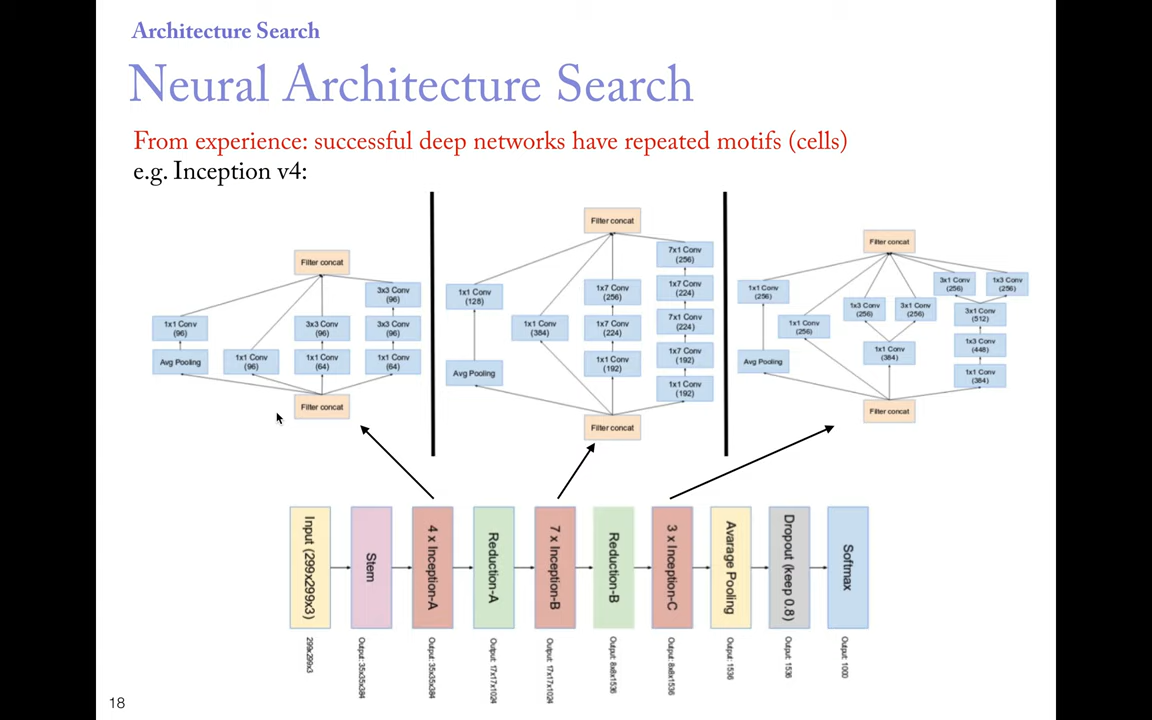 Architecture Search
Neural Architecture Search
From experience: successful deep networks have repeated motifs (cells)
e.g. Inception v4:
Filter concat
3x3 Conv
(96)
1x1 Conv
(96)
3x3 Conv
(96)
3x3 Conv
(96)
Avg Pooling
1x1 Conv
(96)
1x1 Conv
(64)
1x1 Conv
(64)
Filter concat
Filter concat
7x1 Conv
(256)
1x1 Conv
(128)
1x7 Conv
(256)
1x7 Conv
(224)
1x1 Conv
(384)
1x7 Conv
(224)
7x1 Conv
(224)
Avg Pooling
1x1 Conv
(192)
1x7 Conv
(192)
1x1 Conv
(192)
Filter concat
Filter concat
1x1 Conv
(256)
3x1 Conv
(256)
1x3 Conv
(256)
1x3 Conv
(256)
3x1 Conv
(256)
3x1 Conv
(512)
1x1 Conv
(256)
1x3 Conv
(448)
Avg Pooling
1x1 Conv
(384)
1x1 Conv
(384)
Filter concat
Input (299x299x3)
Stem
4 x Inception-A
Reduction-A
7 x Inception-B
Reduction-B
3 x Inception-C
Avarage Pooling
Dropout (keep 0.8)
Softmax
299x299x3
Output: 35x35x384
Output: 35x35x384
Output: 17x17x1024
Output: 17x17x1024
Output: 8x8x1536
Output: 8x8x1536
Output: 1536
Output: 1536
Output: 1000
18